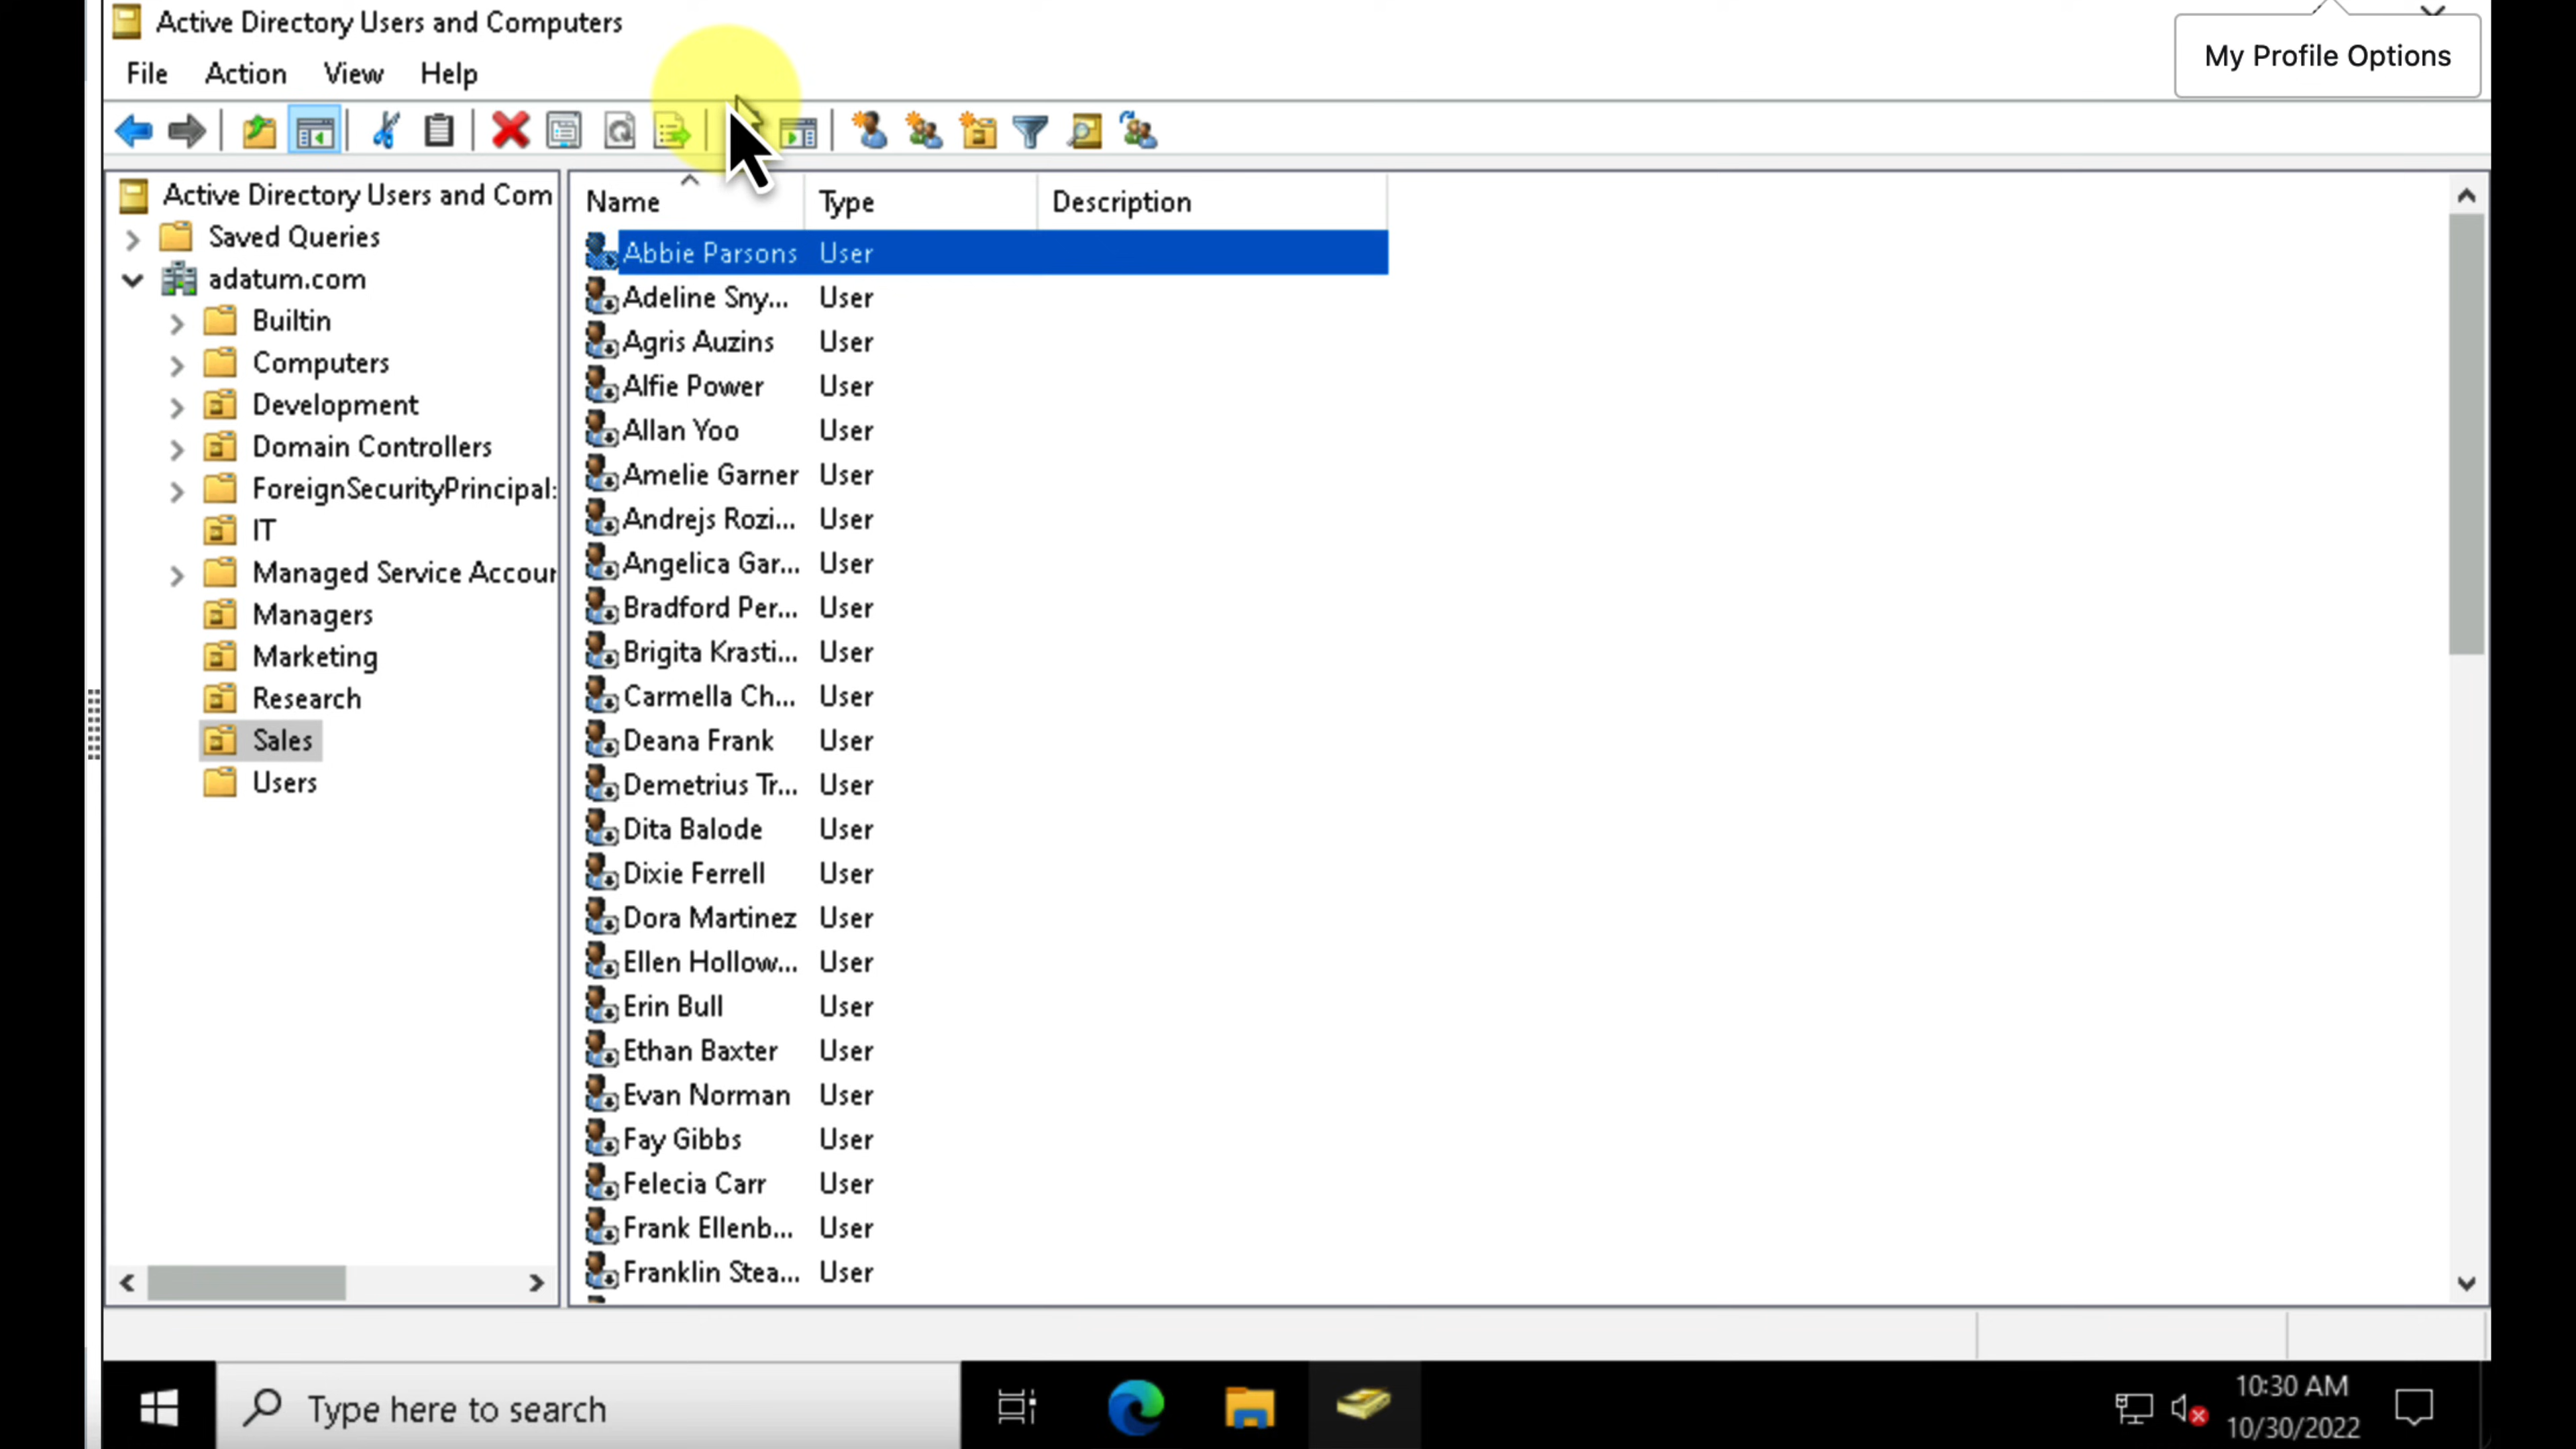 Active Directory Users and Computers
My Profile Options
File Action View Help
Active Directory Users and Com
Saved Queries
adatum.com
Builtin
Computers
Development
Domain Controllers
ForeignSecurityPrincipal:
IT
Managed Service Accour
Managers
Marketing
Research
Sales
Users
Name Type Description
Abbie Parsons User
Adeline Sny... User
Agris Auzins User
Alfie Power User
Allan Yoo User
Amelie Garner User
Andrejs Rozi... User
Angelica Gar... User
Bradford Per... User
Brigita Krasti... User
Carmella Ch... User
Deana Frank User
Demetrius Tr... User
Dita Balode User
Dixie Ferrell User
Dora Martinez User
Ellen Hollow... User
Erin Bull User
Ethan Baxter User
Evan Norman User
Fay Gibbs User
Felecia Carr User
Frank Ellenb... User
Franklin Stea... User
Type here to search
10:30 AM
10/30/2022